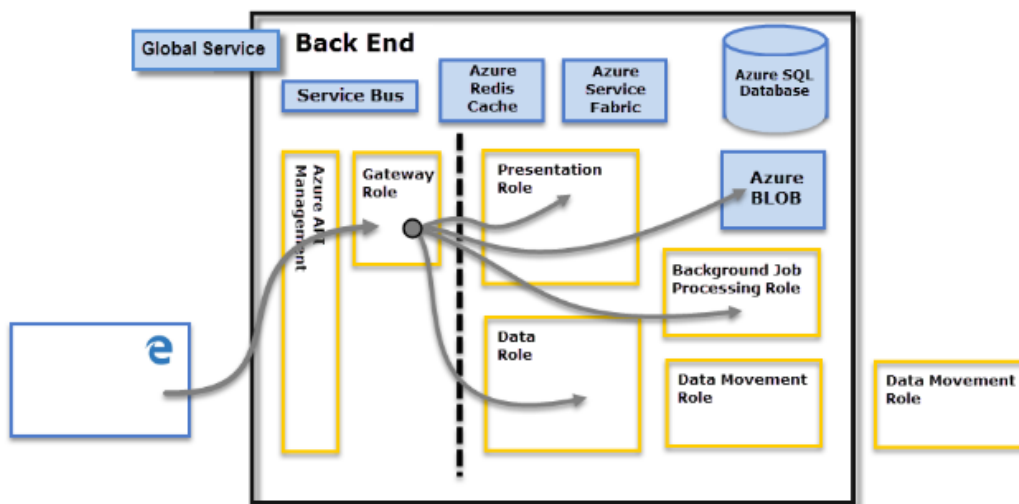 Global Service
Back End
Service Bus
Azure
Redis
Cache
Azure
Service
Fabric
Azure SQL
Database
Azure API
Management
Gateway
Role
Presentation
Role
Azure
BLOB
Background Job
Processing Role
Data
Role
Data Movement
Role
Data Movement
Role
e